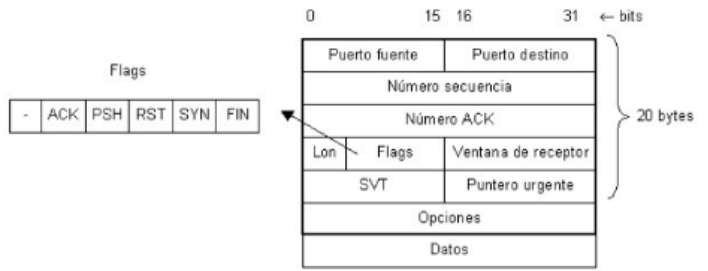 0 15 16 31 ← bits
Puerto fuente Puerto destino
Flags
Número secuencia
- ACK PSH RST SYN FIN
Número ACK
20 bytes
Lon Flags Ventana de receptor
SVT Puntero urgente
Opciones
Datos